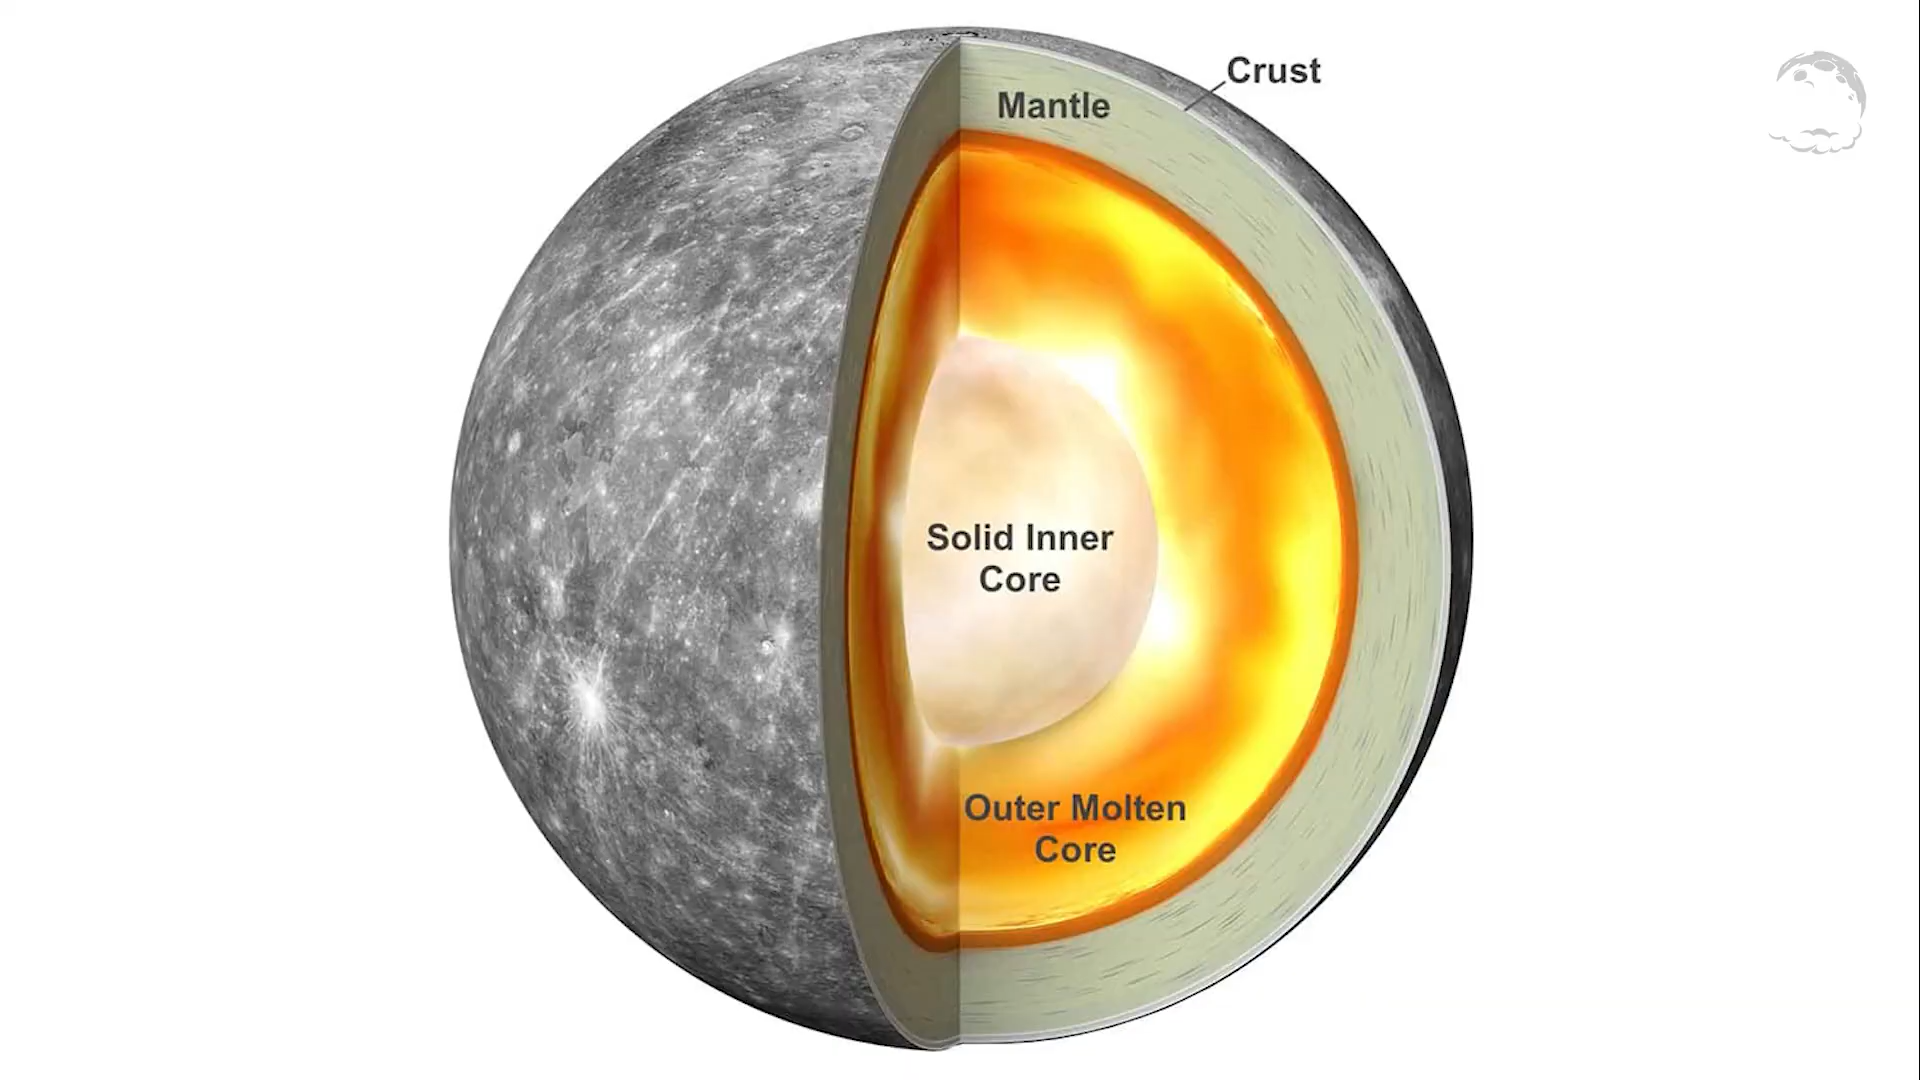 Crust
Mantle
Solid Inner
Core
Outer Molten
Core